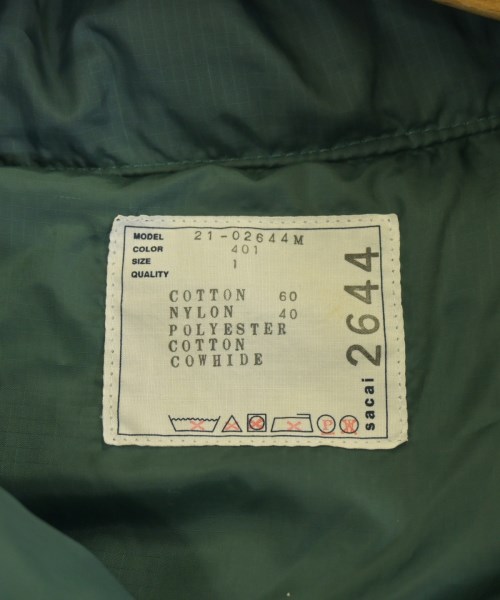 MODEL 21-02644M
COLOR 401
SIZE 1
QUALITY
COTTON 60
NYLON 40
POLYESTER
COTTON
COWHIDE
P W
sacai 2644